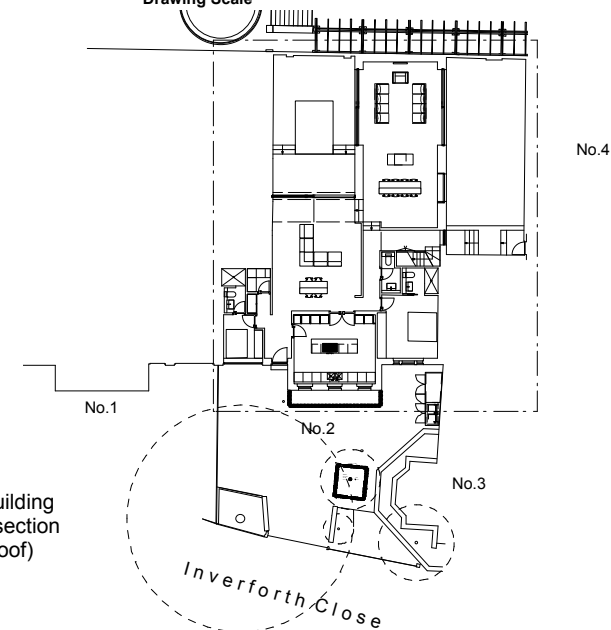 Drawing Scale
No.4
No.1
No.2
No.3
uilding
section
oof)
Inverforth Close